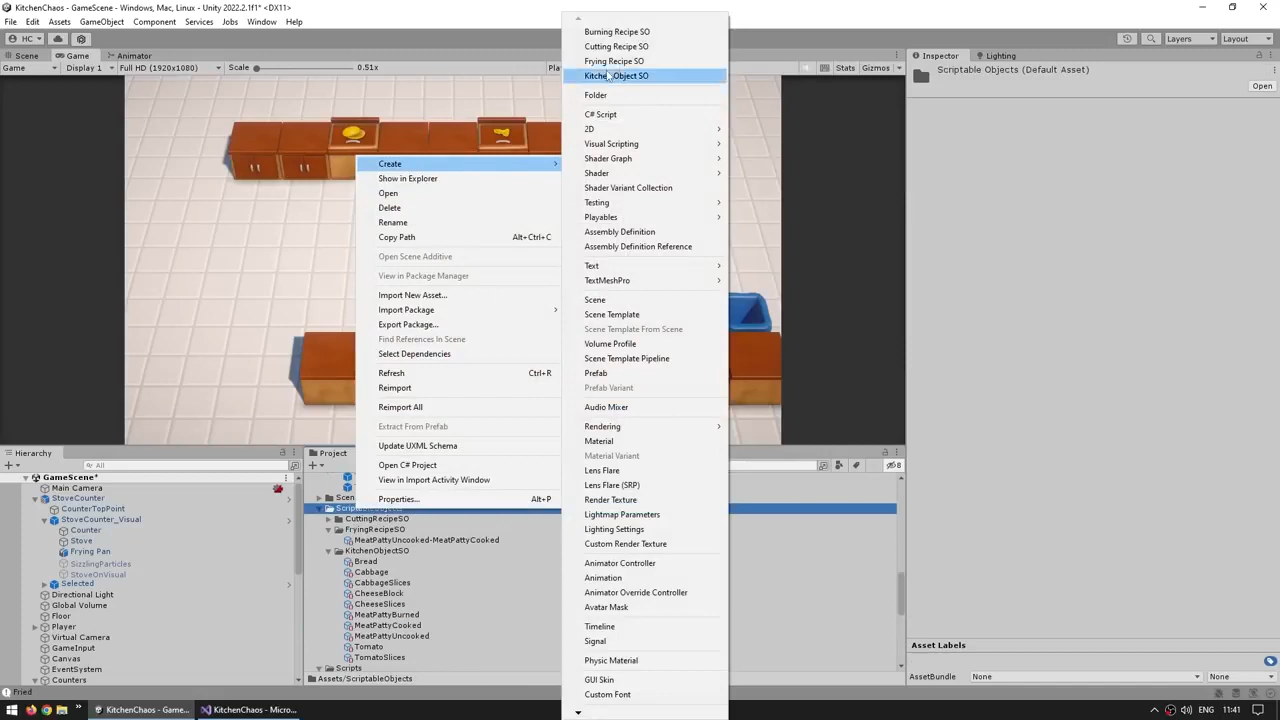 KitchenChaos - GameScene - Windows, Mac, Linux - Unity 2022.2.1f1* <DX11>
File Edit Assets GameObject Component Services Jobs Window Help
HC
Layers
Layout
Scene
Game
Animator
Inspector
Lighting
Game
Display 1
Full HD (1920x1080)
Scale
0.51x
Stats
Gizmos
Scriptable Objects (Default Asset)
Open
Burning Recipe SO
Cutting Recipe SO
Frying Recipe SO
Kitchen Object SO
Folder
C# Script
2D
Visual Scripting
Shader Graph
Shader
Shader Variant Collection
Testing
Playables
Assembly Definition
Assembly Definition Reference
Text
TextMeshPro
Scene
Scene Template
Scene Template From Scene
Volume Profile
Scene Template Pipeline
Prefab
Prefab Variant
Audio Mixer
Rendering
Material
Material Variant
Lens Flare
Lens Flare (SRP)
Render Texture
Lightmap Parameters
Lighting Settings
Custom Render Texture
Animator Controller
Animation
Animator Override Controller
Avatar Mask
Timeline
Signal
Physic Material
GUI Skin
Custom Font
Create
Show in Explorer
Open
Delete
Rename
Copy Path Alt+Ctrl+C
Open Scene Additive
View in Package Manager
Import New Asset...
Import Package
Export Package...
Find References In Scene
Select Dependencies
Refresh Ctrl+R
Reimport
Reimport All
Extract From Prefab
Update UXML Schema
Open C# Project
View in Import Activity Window
Properties... Alt+P
Hierarchy
All
GameScene*
Main Camera
StoveCounter
CounterTopPoint
StoveCounter_Visual
Counter
Stove
Frying Pan
SizzlingParticles
StoveOnVisual
Selected
Directional Light
Global Volume
Floor
Player
Virtual Camera
GameInput
Canvas
EventSystem
Counters
Project
8
CuttingRecipeSO
FryingRecipeSO
MeatPattyUncooked-MeatPattyCooked
KitchenObjectSO
Bread
Cabbage
CabbageSlices
CheeseBlock
CheeseSlices
MeatPattyBurned
MeatPattyCooked
MeatPattyUncooked
Tomato
TomatoSlices
Scripts
Assets/ScriptableObjects
Asset Labels
AssetBundle None None
Fried
KitchenChaos - Game...
KitchenChaos - Micro...
ENG 11:41